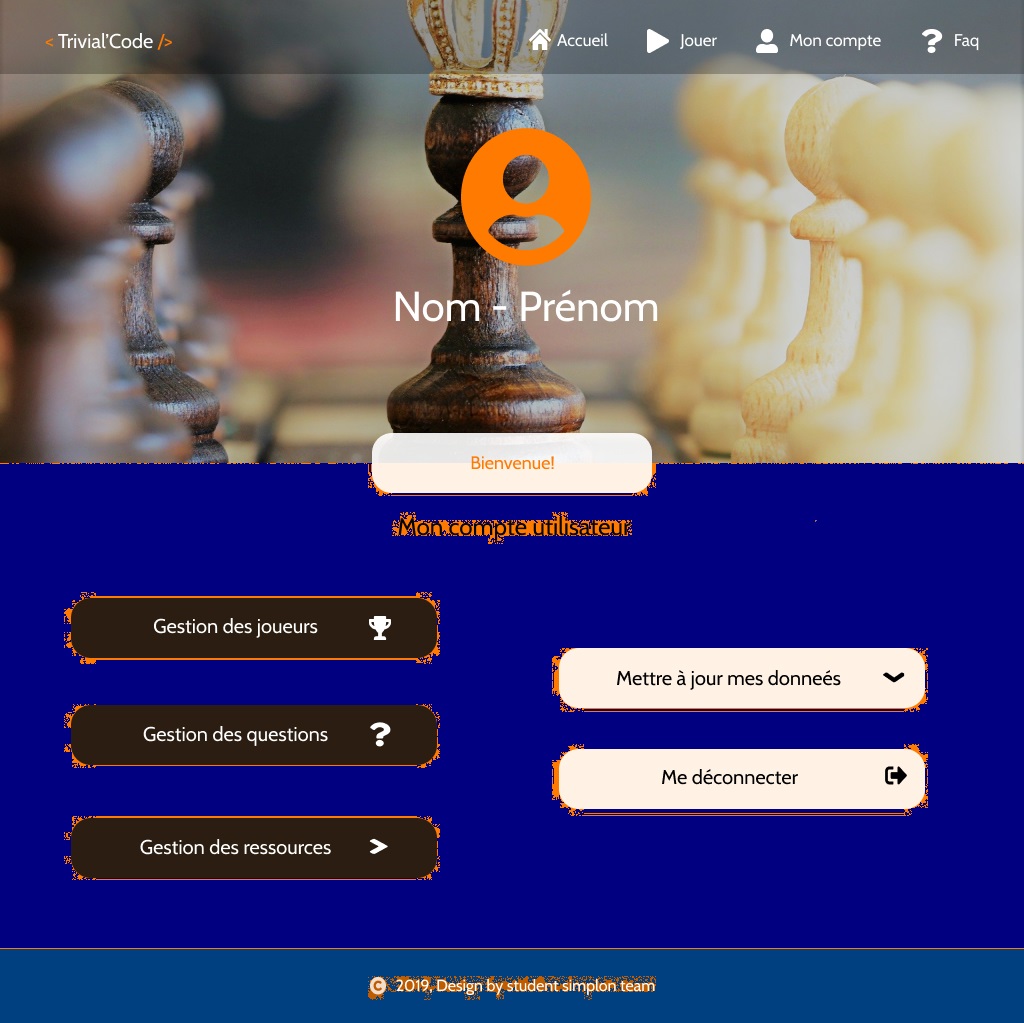 < Trivial'Code />
Accueil
Jouer
Mon compte
Faq
Nom - Prénom
Bienvenue!
Mon compte utilisateur
Gestion des joueurs
Mettre à jour mes donneés
Gestion des questions
Me déconnecter
Gestion des ressources
© 2019, Design by student simplon team